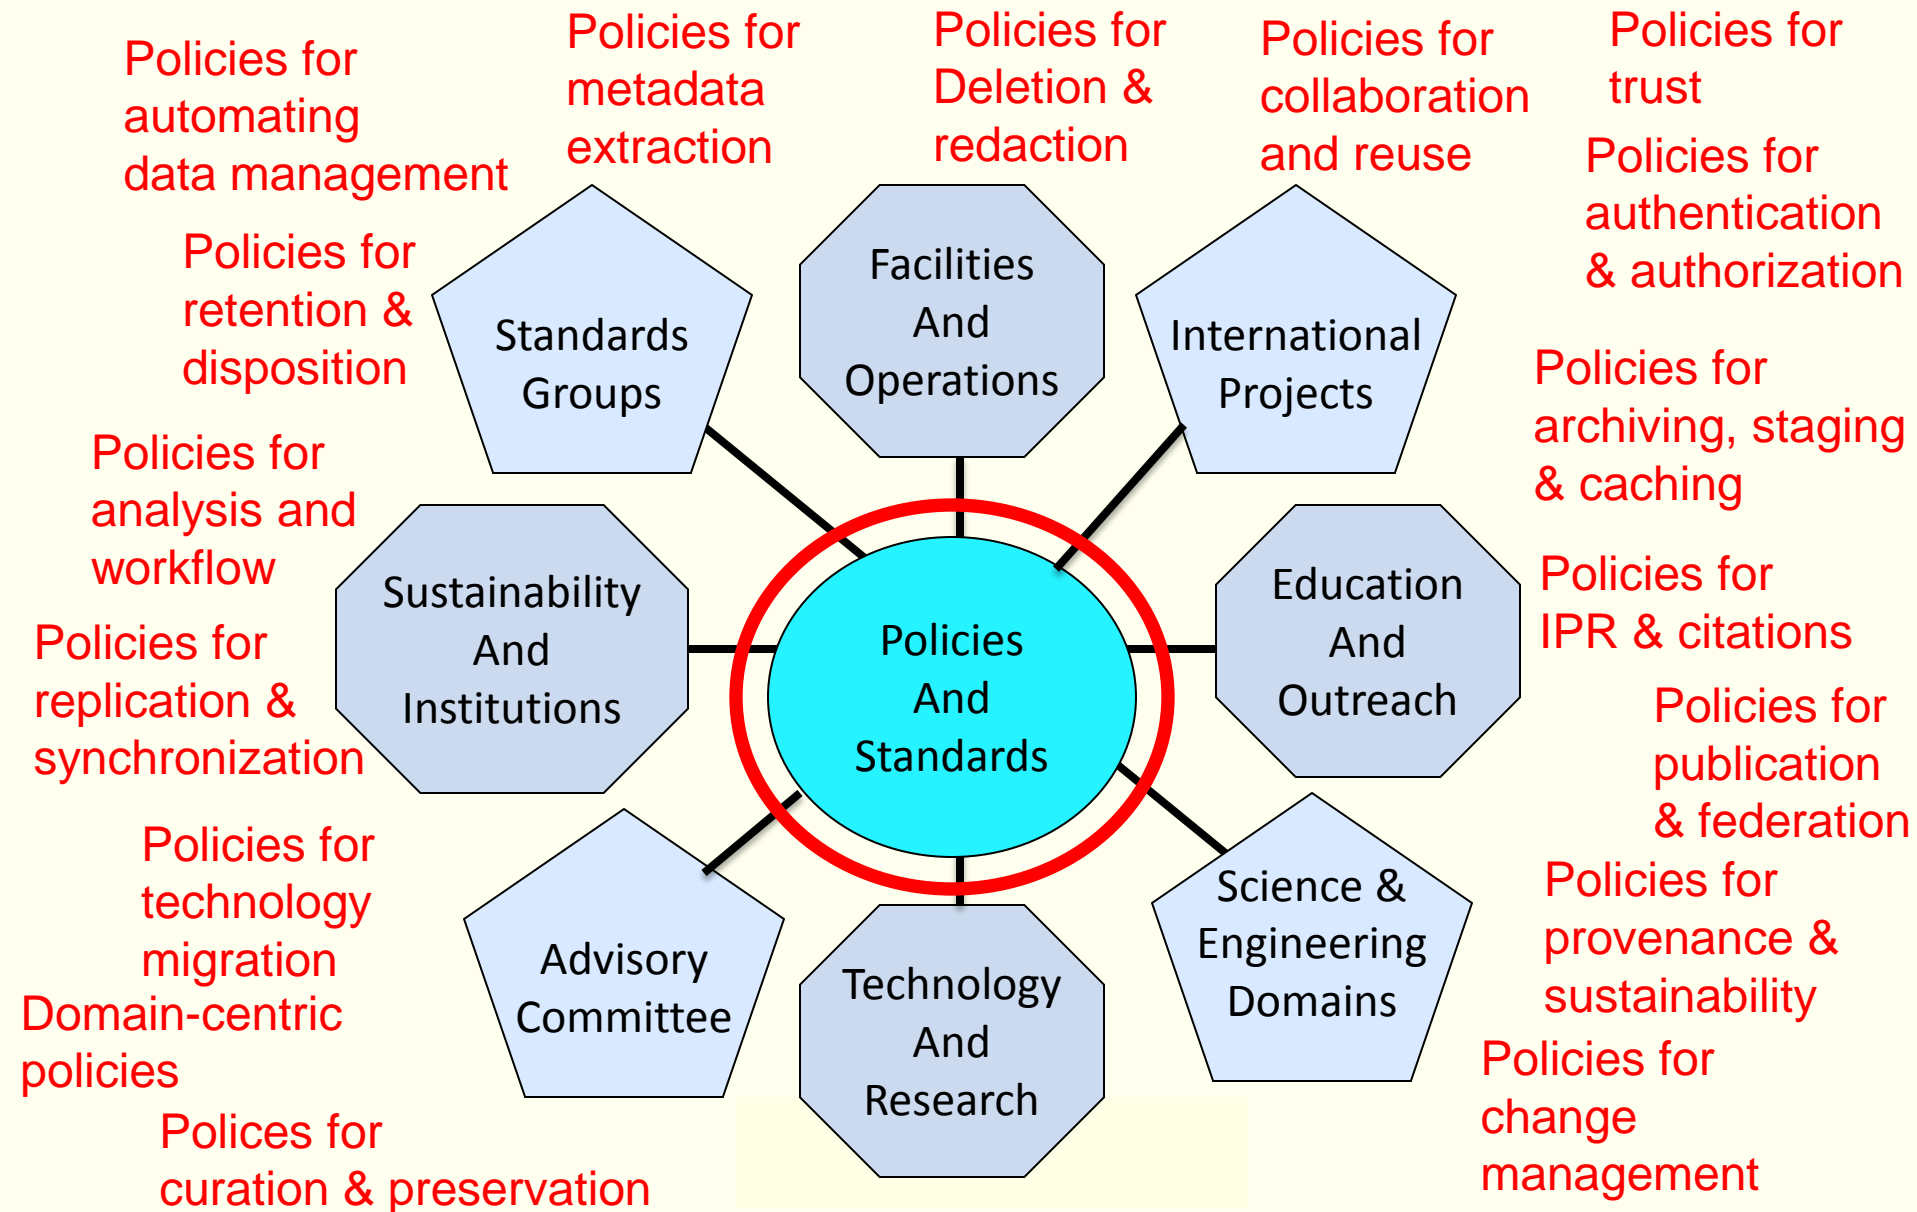 Policies for
automating
data management
Policies for
metadata
extraction
Policies for
Deletion &
redaction
Policies for
collaboration
and reuse
Policies for
trust
Policies for
authentication
& authorization
Policies for
retention &
disposition
Standards
Groups
Facilities
And
Operations
International
Projects
Policies for
archiving, staging
& caching
Policies for
analysis and
workflow
Sustainability
And
Institutions
Policies
And
Standards
Education
And
Outreach
Policies for
IPR & citations
Policies for
replication &
synchronization
Policies for
publication
& federation
Policies for
technology
migration
Advisory
Committee
Technology
And
Research
Science &
Engineering
Domains
Policies for
provenance &
sustainability
Domain-centric
policies
Policies for
change
management
Polices for
curation & preservation